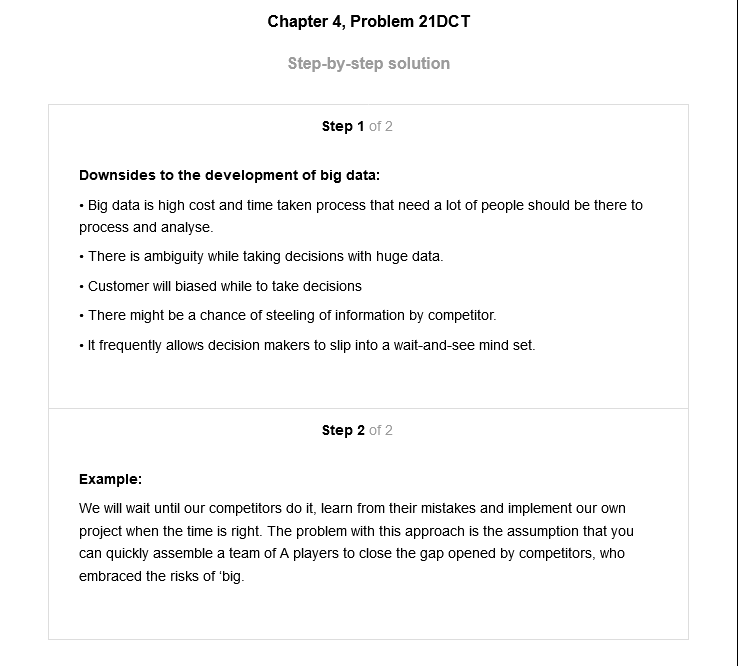 Chapter 4, Problem 21DCT
Step-by-step solution
Step 1 of 2
Downsides to the development of big data:
• Big data is high cost and time taken process that need a lot of people should be there to
process and analyse.
• There is ambiguity while taking decisions with huge data.
• Customer will biased while to take decisions
• There might be a chance of steeling of information by competitor.
• It frequently allows decision makers to slip into a wait-and-see mind set.
Step 2 of 2
Example:
We will wait until our competitors do it, learn from their mistakes and implement our own
project when the time is right. The problem with this approach is the assumption that you
can quickly assemble a team of A players to close the gap opened by competitors, who
embraced the risks of ‘big.